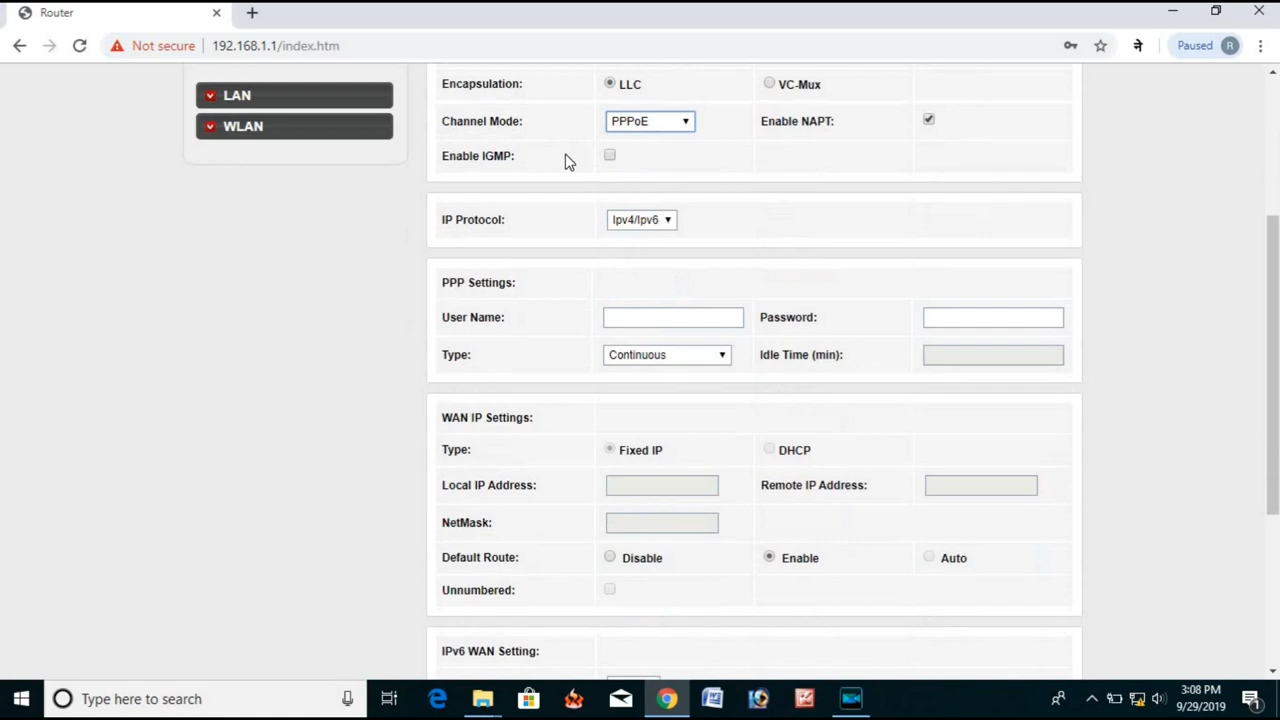 Router
Not secure 192.168.1.1/index.htm ने Paused R
LAN
WLAN
Encapsulation: LLC VC-Mux
Channel Mode: PPPoE Enable NAPT:
Enable IGMP:
IP Protocol: Ipv4/Ipv6
PPP Settings:
User Name: Password:
Type: Continuous Idle Time (min):
WAN IP Settings:
Type: Fixed IP DHCP
Local IP Address: Remote IP Address:
NetMask:
Default Route: Disable Enable Auto
Unnumbered:
IPv6 WAN Setting:
Type here to search
3:08 PM
9/29/2019
1